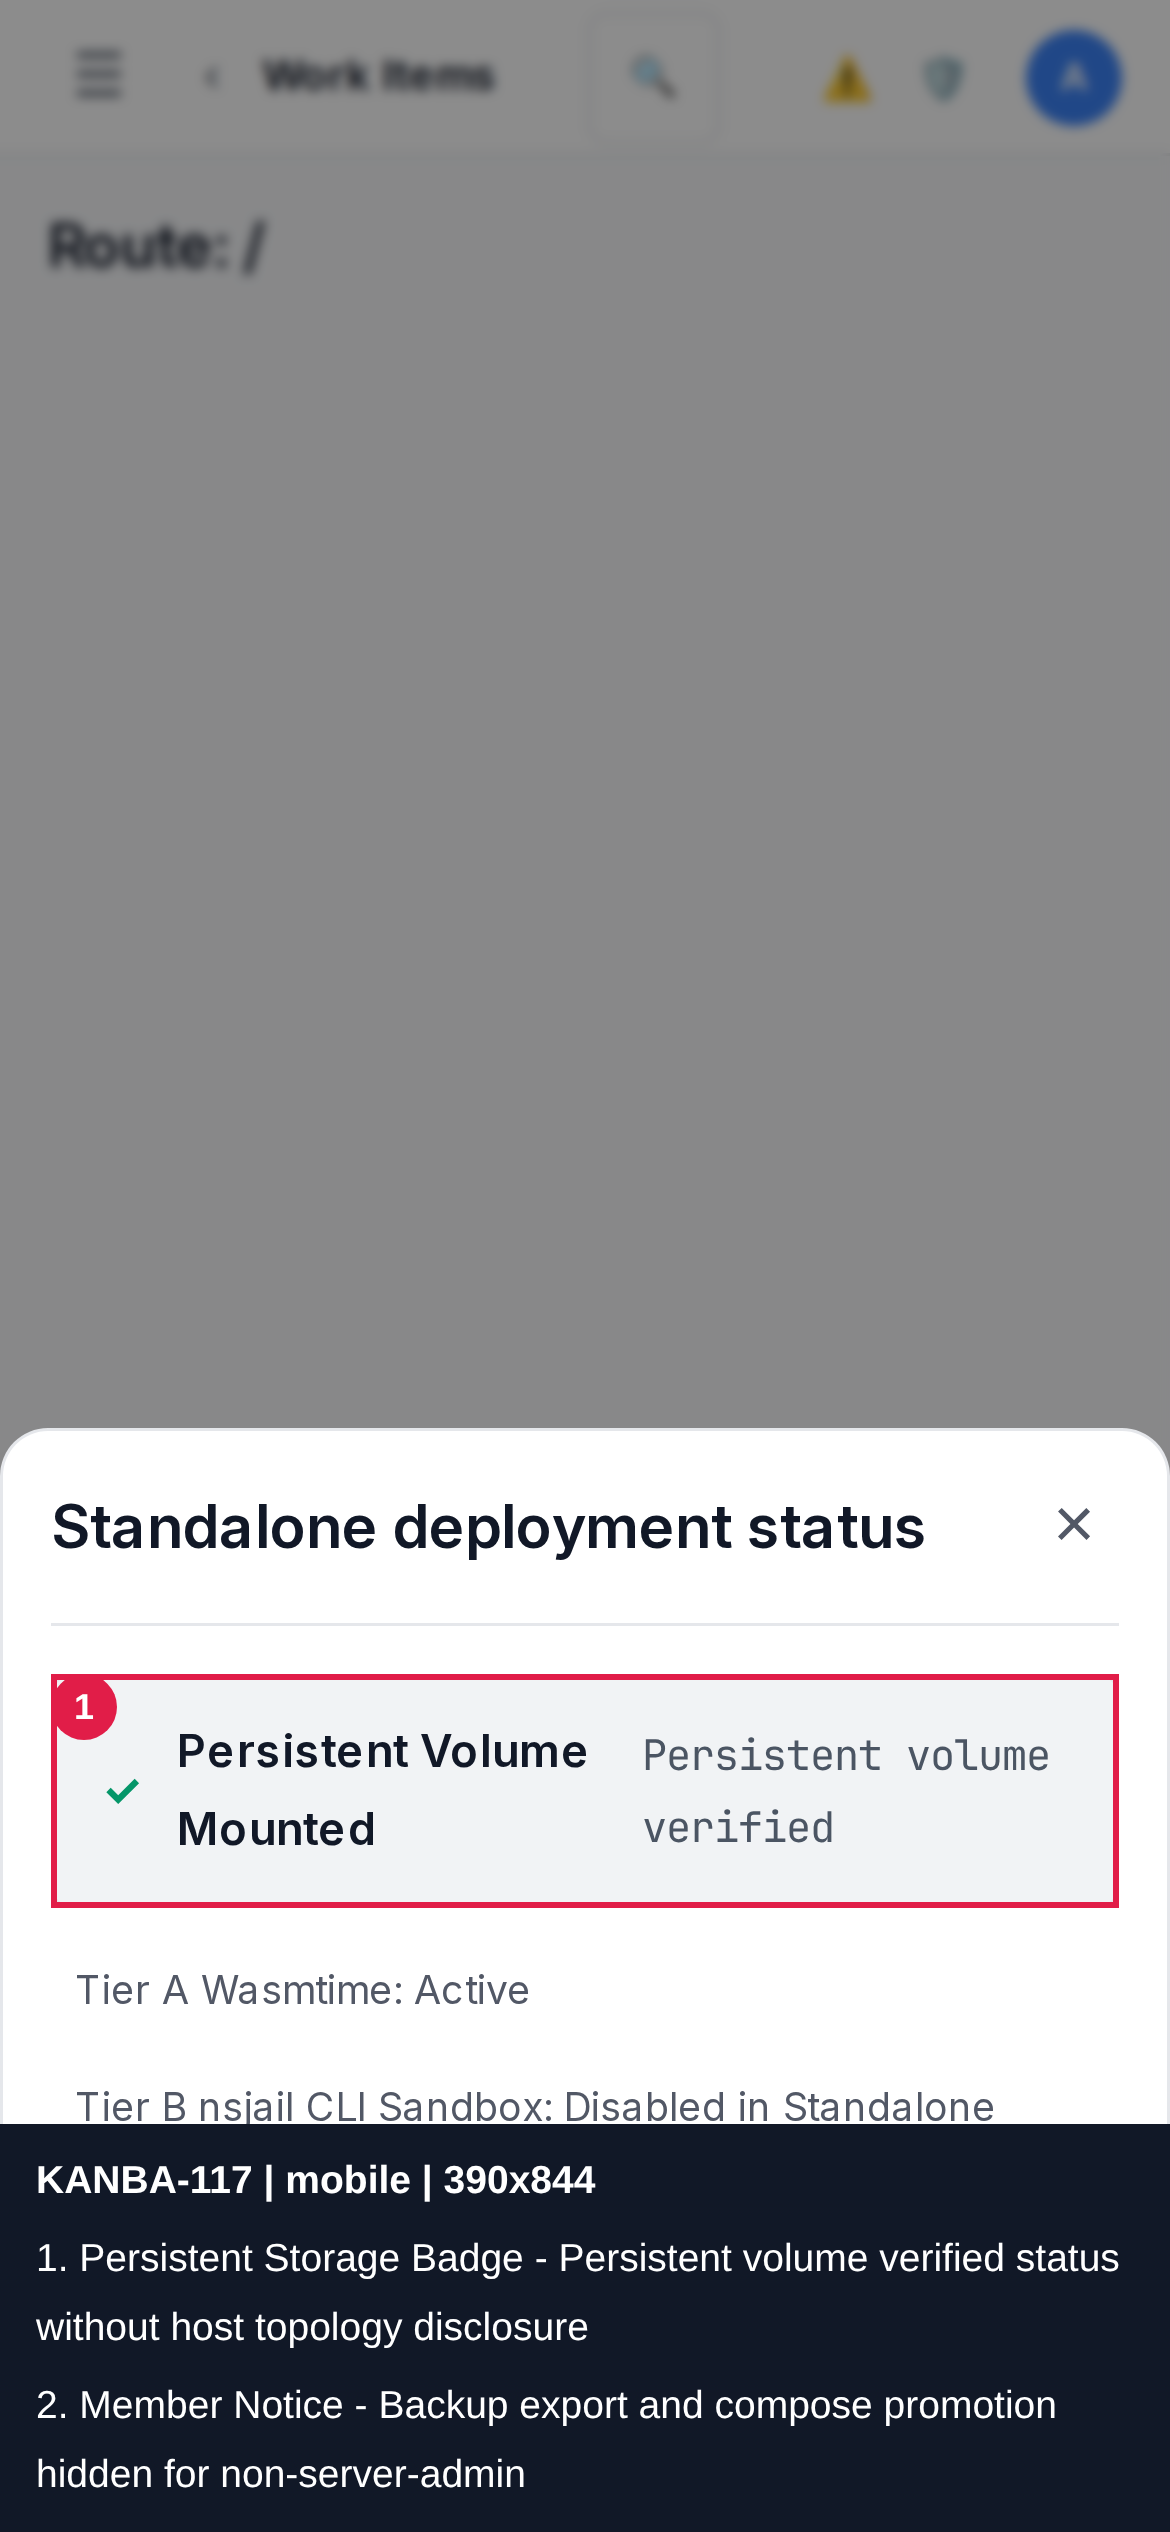 Work Items
A
Route: /
Standalone deployment status
1
Persistent Volume
Mounted
Persistent volume
verified
Tier A Wasmtime: Active
Tier B nsjail CLI Sandbox: Disabled in Standalone
KANBA-117 | mobile | 390x844
1. Persistent Storage Badge - Persistent volume verified status
without host topology disclosure
2. Member Notice - Backup export and compose promotion
hidden for non-server-admin